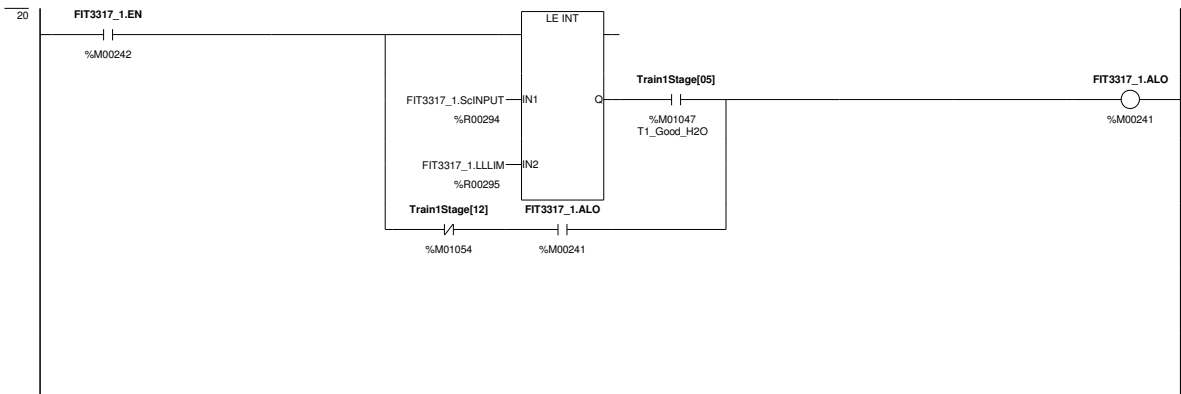 20
FIT3317_1.EN
%M00242
LE INT
FIT3317_1.ScINPUT
IN1
Q
%R00294
Train1Stage[05]
%M01047
T1_Good_H2O
FIT3317_1.ALO
%M00241
FIT3317_1.LLLIM
IN2
%R00295
Train1Stage[12]
FIT3317_1.ALO
%M01054
%M00241